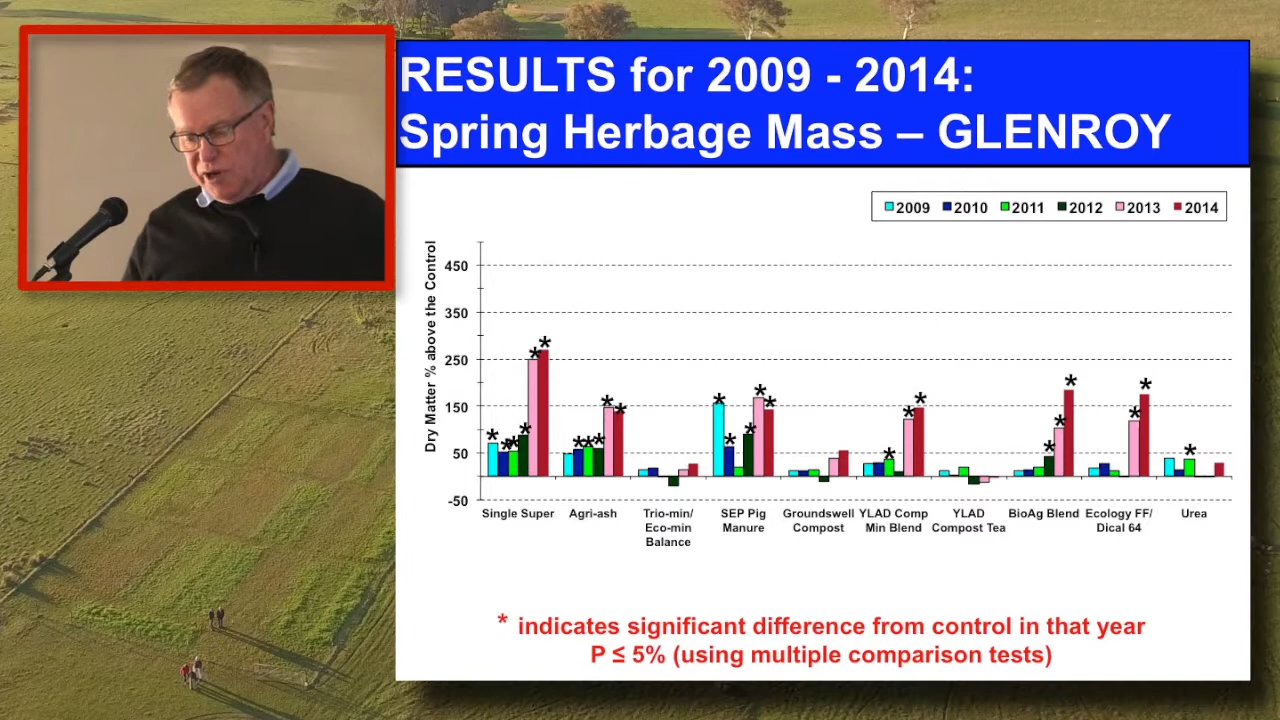 RESULTS for 2009 - 2014:
Spring Herbage Mass – GLENROY
2009 2010 2011 2012 2013 2014
Dry Matter % above the Control
450
350
250
150
50
-50
Single Super
Agri-ash
Trio-min/
Eco-min
Balance
SEP Pig
Manure
Groundswell
Compost
YLAD Comp
Min Blend
YLAD
Compost Tea
BioAg Blend
Ecology FF/
Dical 64
Urea
* indicates significant difference from control in that year
P ≤ 5% (using multiple comparison tests)